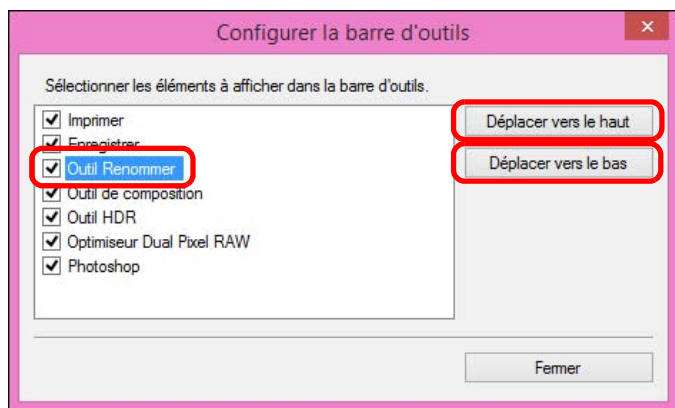 Configurer la barre d'outils
Sélectionner les éléments à afficher dans la barre d'outils.
Imprimer
Enregistrer
Outil Renommer
Outil de composition
Outil HDR
Optimiseur Dual Pixel RAW
Photoshop
Déplacer vers le haut
Déplacer vers le bas
Fermer